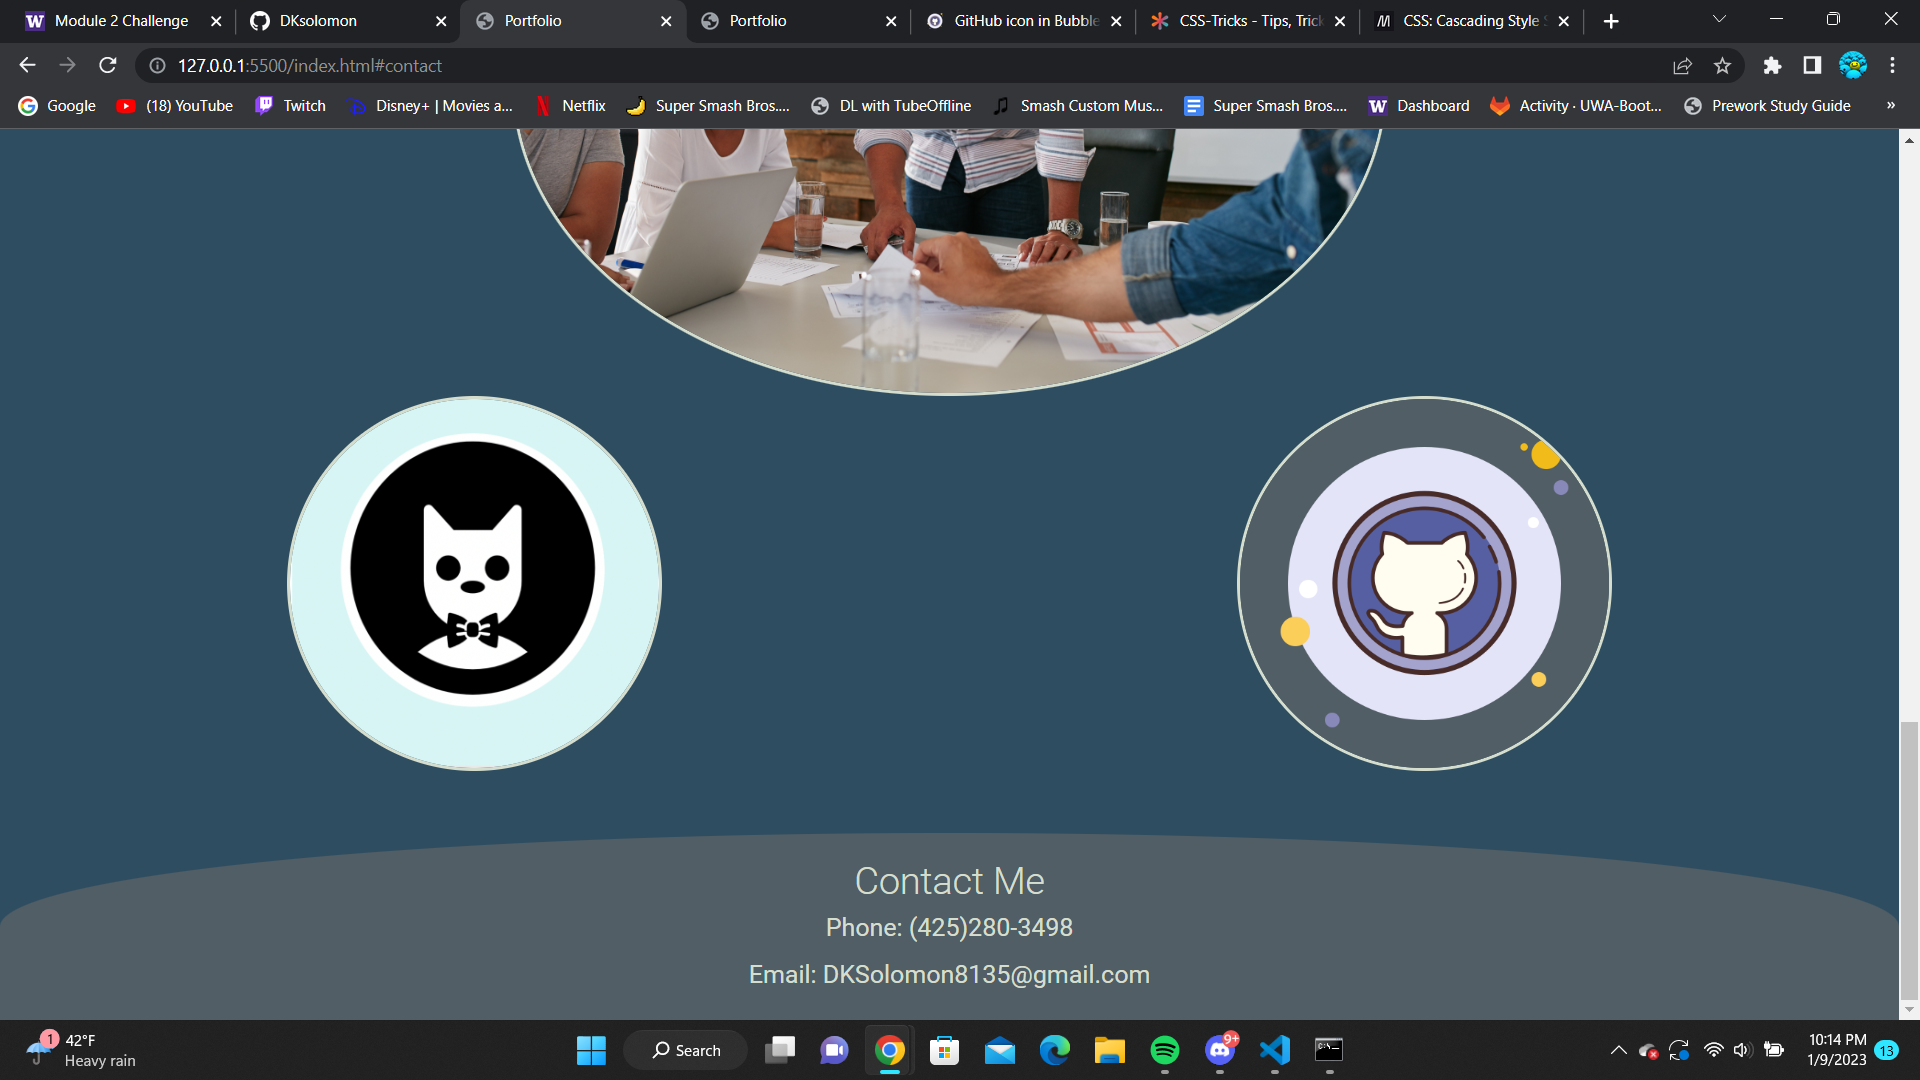 Module 2 Challenge
DKsolomon
Portfolio
Portfolio
GitHub icon in Bubble
CSS-Tricks - Tips, Tric
CSS: Cascading Style S
127.0.0.1:5500/index.html#contact
Google
(18) YouTube
Twitch
Disney+ | Movies a...
Netflix
Super Smash Bros....
DL with TubeOffline
Smash Custom Mus...
Super Smash Bros....
Dashboard
Activity · UWA-Boot...
Prework Study Guide
»
Contact Me
Phone: (425)280-3498
Email: DKSolomon8135@gmail.com
1
42°F
Heavy rain
Search
9+
10:14 PM
1/9/2023
13